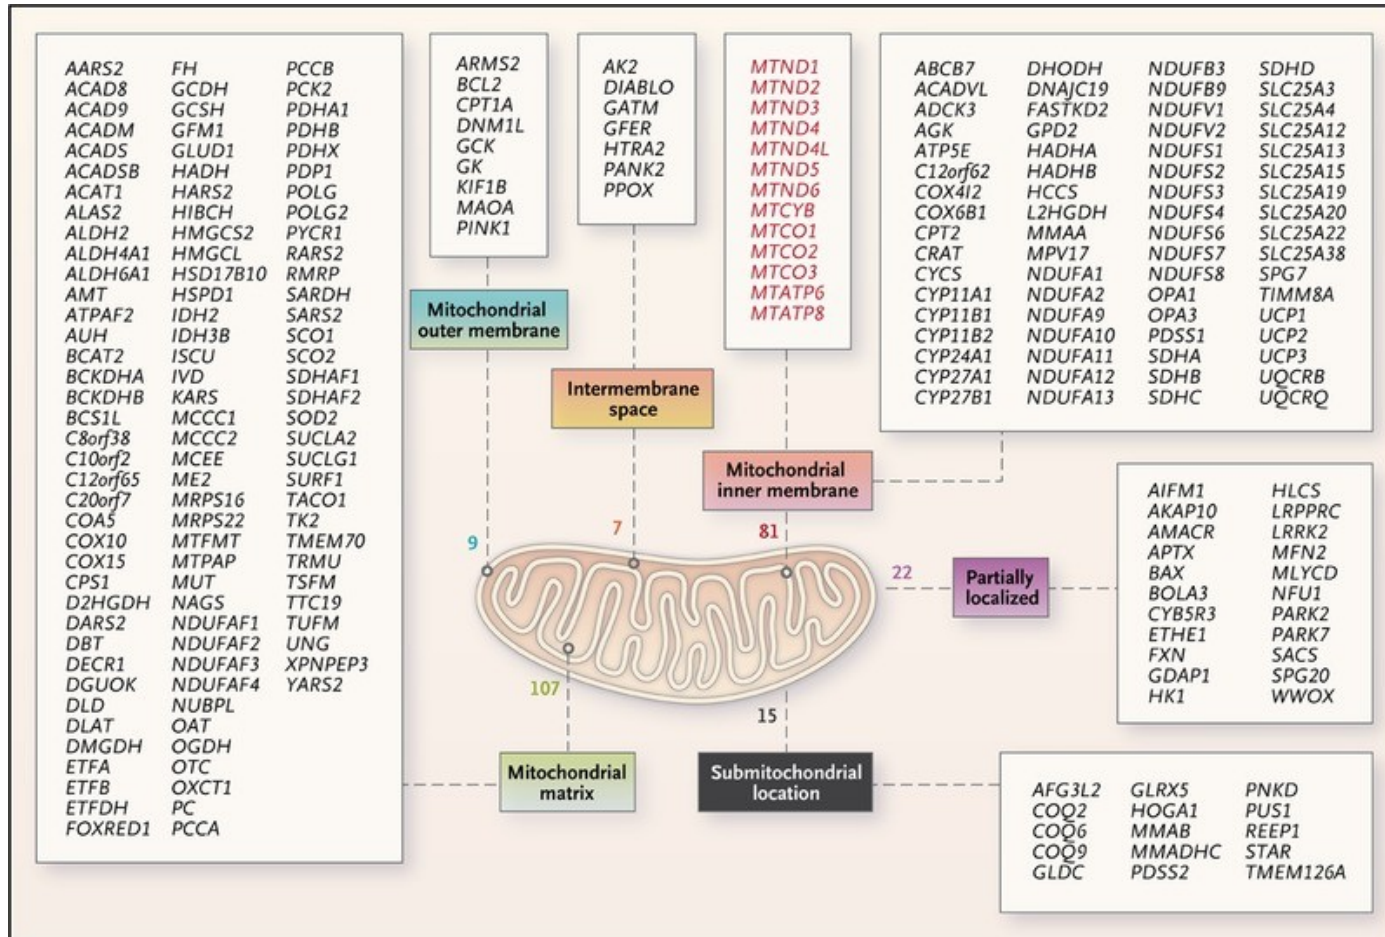 AARS2 FH PCCB
ACAD8 GCDH PCK2
ACAD9 GCSH PDHA1
ACADM GFM1 PDHB
ACADS GLUD1 PDHX
ACADSB HADH PDP1
ACAT1 HARS2 POLG
ALAS2 HIBCH POLG2
ALDH2 HMGCS2 PYCR1
ALDH4A1 HMGCL RARS2
ALDH6A1 HSD17B10 RMRP
AMT HSPD1 SARDH
ATPAF2 IDH2 SARS2
AUH IDH3B SCO1
BCAT2 ISCU SCO2
BCKDHA IVD SDHAF1
BCKDHB KARS SDHAF2
BCS1L MCCC1 SOD2
C8orf38 MCCC2 SUCLA2
C10orf2 MCEE SUCLG1
C12orf65 ME2 SURF1
C20orf7 MRPS16 TACO1
COA5 MRPS22 TK2
COX10 MTFMT TMEM70
COX15 MTPAP TRMU
CPS1 MUT TSFM
D2HGDH NAGS TTC19
DARS2 NDUFAF1 TUFM
DBT NDUFAF2 UNG
DECR1 NDUFAF3 XPNPEP3
DGUOK NDUFAF4 YARS2
DLD NUBPL
DLAT OAT
DMGDH OGDH
ETFA OTC
ETFB OXCT1
ETFDH PC
FOXRED1 PCCA
ARMS2
BCL2
CPT1A
DNM1L
GCK
GK
KIF1B
MAOA
PINK1
Mitochondrial
outer membrane
9
AK2
DIABLO
GATM
GFER
HTRA2
PANK2
PPOX
Intermembrane
space
7
MTND1
MTND2
MTND3
MTND4
MTND4L
MTND5
MTND6
MTCYB
MTCO1
MTCO2
MTCO3
MTATP6
MTATP8
Mitochondrial
inner membrane
81
ABCB7 DHODH NDUFB3 SDHD
ACADVL DNAJC19 NDUFB9 SLC25A3
ADCK3 FASTKD2 NDUFV1 SLC25A4
AGK GPD2 NDUFV2 SLC25A12
ATP5E HADHA NDUFS1 SLC25A13
C12orf62 HADHB NDUFS2 SLC25A15
COX4I2 HCCS NDUFS3 SLC25A19
COX6B1 L2HGDH NDUFS4 SLC25A20
CPT2 MMAA NDUFS6 SLC25A22
CRAT MPV17 NDUFS7 SLC25A38
CYCS NDUFA1 NDUFS8 SPG7
CYP11A1 NDUFA2 OPA1 TIMM8A
CYP11B1 NDUFA9 OPA3 UCP1
CYP11B2 NDUFA10 PDSS1 UCP2
CYP24A1 NDUFA11 SDHA UCP3
CYP27A1 NDUFA12 SDHB UQCRB
CYP27B1 NDUFA13 SDHC UQCRQ
22
Partially
localized
AIFM1 HLCS
AKAP10 LRPPRC
AMACR LRRK2
APTX MFN2
BAX MLYCD
BOLA3 NFU1
CYB5R3 PARK2
ETHE1 PARK7
FXN SACS
GDAP1 SPG20
HK1 WWOX
107
Mitochondrial
matrix
15
Submitochondrial
location
AFG3L2 GLRX5 PNKD
COQ2 HOGA1 PUS1
COQ6 MMAB REEP1
COQ9 MMADHC STAR
GLDC PDSS2 TMEM126A